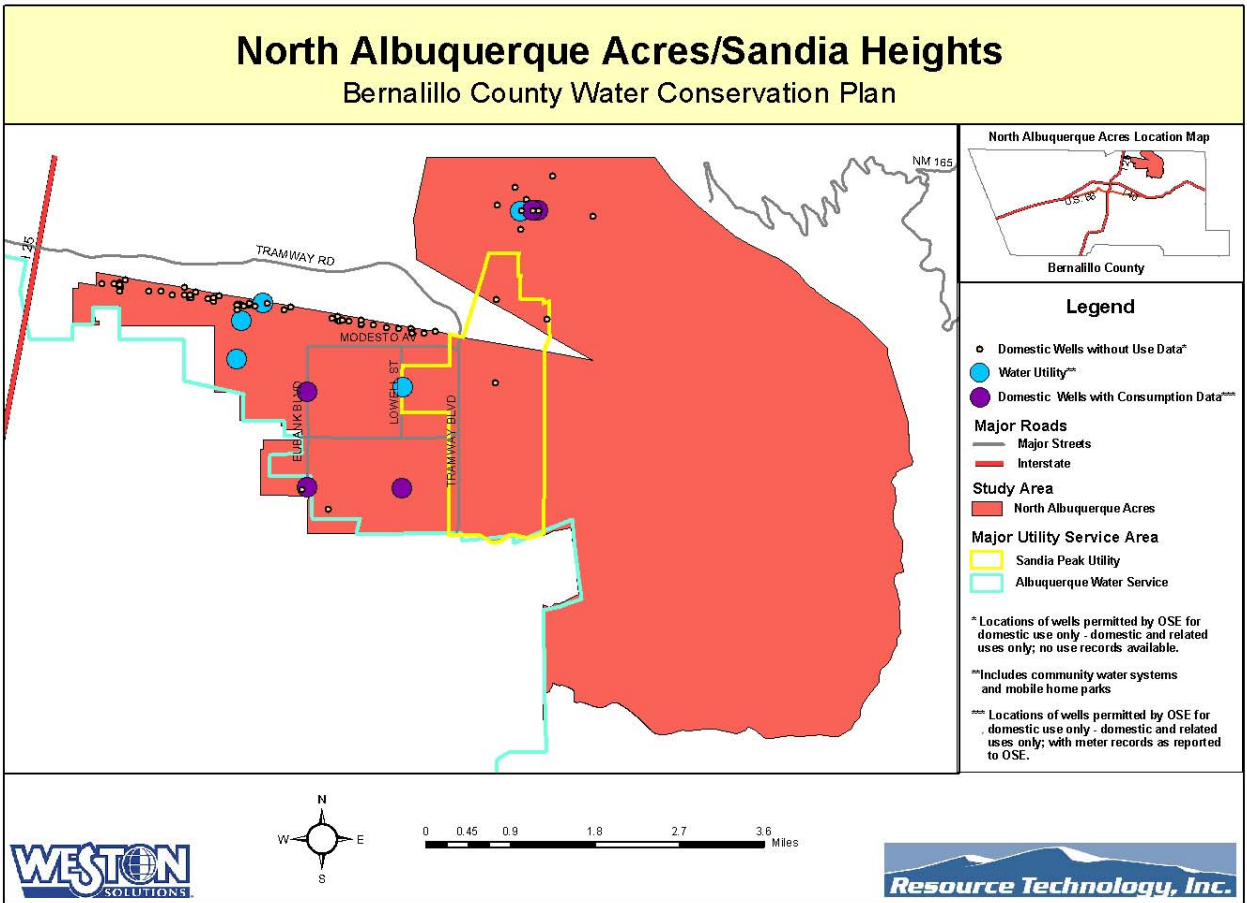 North Albuquerque Acres/Sandia Heights
Bernalillo County Water Conservation Plan
NM 165
I 25
TRAMWAY RD
MODESTO AV
EUBANK BLVD
LOWELL ST
TRAMWAY BLVD
North Albuquerque Acres Location Map
Bernalillo County
Legend
Domestic Wells without Use Data*
Water Utility**
Domestic Wells with Consumption Data***
Major Roads
Major Streets
Interstate
Study Area
North Albuquerque Acres
Major Utility Service Area
Sandia Peak Utility
Albuquerque Water Service
* Locations of wells permitted by OSE for
domestic use only - domestic and related
uses only; no use records available.
**Includes community water systems
and mobile home parks
*** Locations of wells permitted by OSE for
domestic use only - domestic and related
uses only; with meter records as reported
to OSE.
N
W E
S
0 0.45 0.9 1.8 2.7 3.6
Miles
WESTON
SOLUTIONS
Resource Technology, Inc.